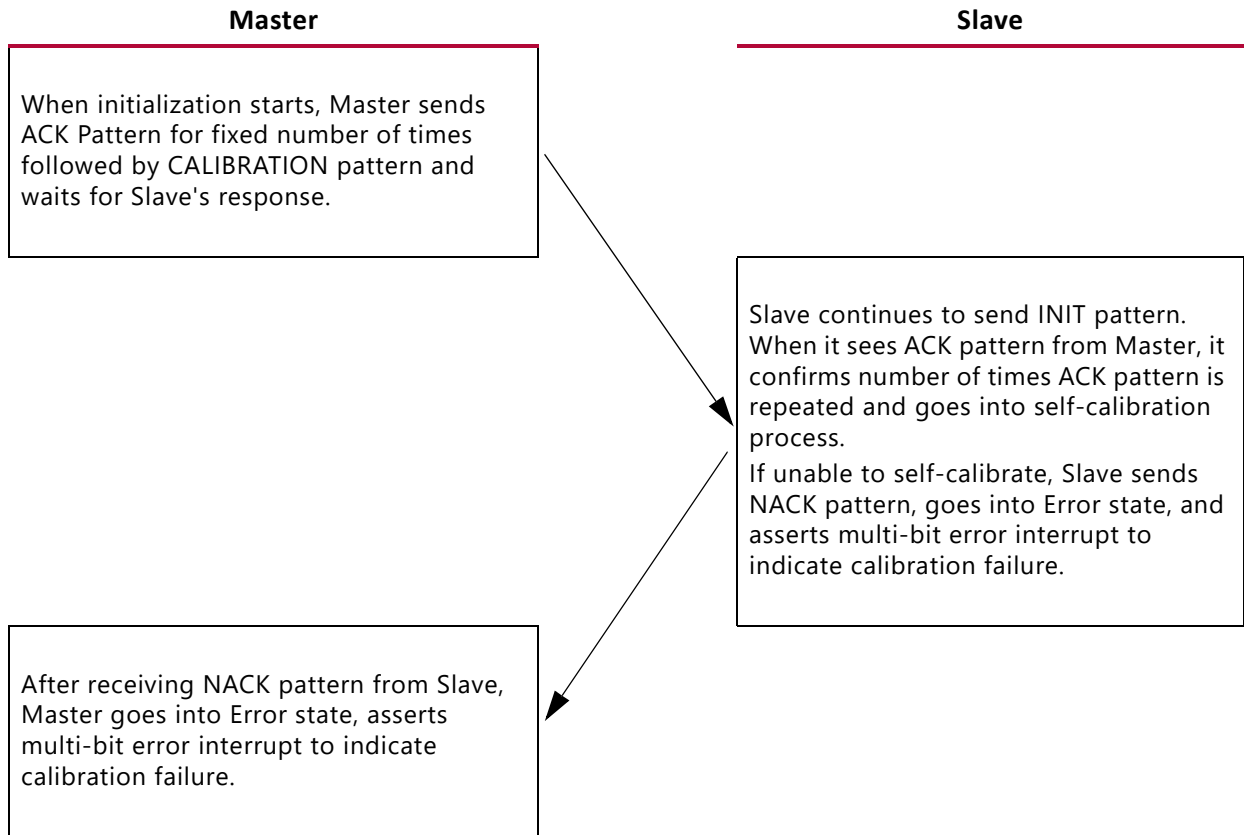 Master
Slave
When initialization starts, Master sends
ACK Pattern for fixed number of times
followed by CALIBRATION pattern and
waits for Slave's response.
Slave continues to send INIT pattern.
When it sees ACK pattern from Master, it
confirms number of times ACK pattern is
repeated and goes into self-calibration
process.
If unable to self-calibrate, Slave sends
NACK pattern, goes into Error state, and
asserts multi-bit error interrupt to
indicate calibration failure.
After receiving NACK pattern from Slave,
Master goes into Error state, asserts
multi-bit error interrupt to indicate
calibration failure.